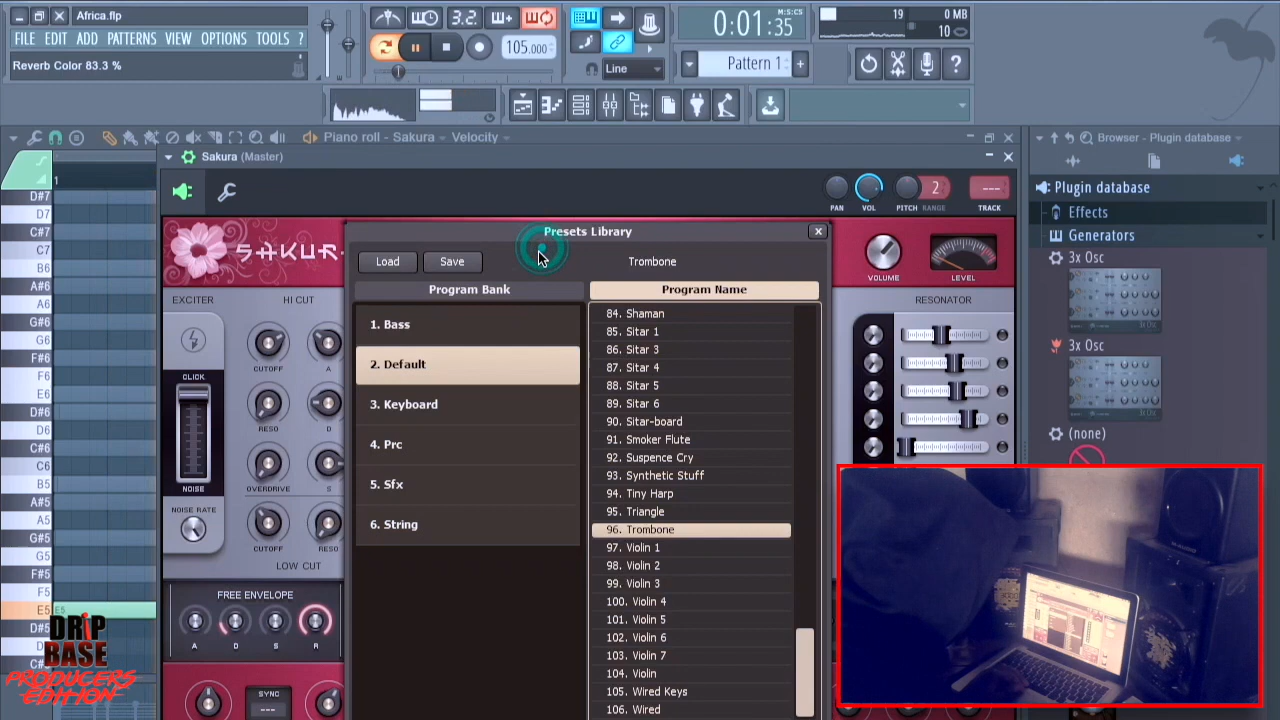 Africa.flp
FILE EDIT ADD PATTERNS VIEW OPTIONS TOOLS ?
Reverb Color 83.3 %
3.2.
105.000
Line
0:01:35
M:S:CS
Pattern 1
19
0 MB
10
Piano roll - Sakura
Velocity
Browser - Plugin database
Sakura (Master)
1
PAN
VOL
PITCH
RANGE
2
---
TRACK
Plugin database
Effects
Generators
3x Osc
3x Osc
(none)
D#7
D7
C#7
C7
B6
A6
G#6
G6
F#6
F6
E6
D#6
D6
C#6
C6
B5
A#5
A5
G#5
G5
F#5
F5
E5
E5
D#5
SAKUR
Presets Library
Load
Save
Trombone
Program Bank
Program Name
1. Bass
2. Default
3. Keyboard
4. Prc
5. Sfx
6. String
84. Shaman
85. Sitar 1
86. Sitar 3
87. Sitar 4
88. Sitar 5
89. Sitar 6
90. Sitar-board
91. Smoker Flute
92. Suspence Cry
93. Synthetic Stuff
94. Tiny Harp
95. Triangle
96. Trombone
97. Violin 1
98. Violin 2
99. Violin 3
100. Violin 4
101. Violin 5
102. Violin 6
103. Violin 7
104. Violin
105. Wired Keys
106. Wired
VOLUME
LEVEL
EXCITER
HI CUT
RESONATOR
CLICK
NOISE
NOISE RATE
CUTOFF
A
RESO
D
OVERDRIVE
S
CUTOFF
RESO
LOW CUT
FREE ENVELOPE
A
D
S
R
SYNC
---
DRIP
BASE
PRODUCERS
EDITION